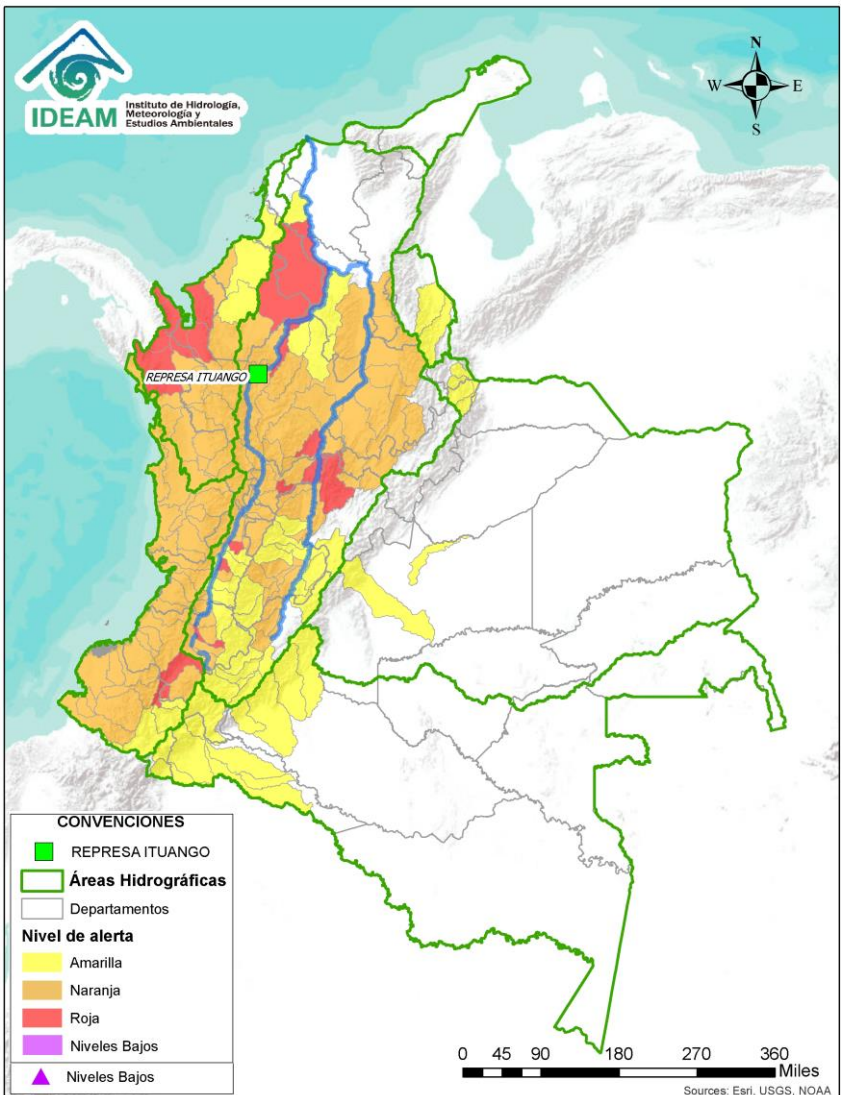 IDEAM
Instituto de Hidrología,
Meteorología y
Estudios Ambientales
N
W
E
S
REPRESA ITUANGO
CONVENCIONES
REPRESA ITUANGO
Áreas Hidrográficas
Departamentos
Nivel de alerta
Amarilla
Naranja
Roja
Niveles Bajos
Niveles Bajos
0 45 90 180 270 360
Miles
Sources: Esri, USGS, NOAA